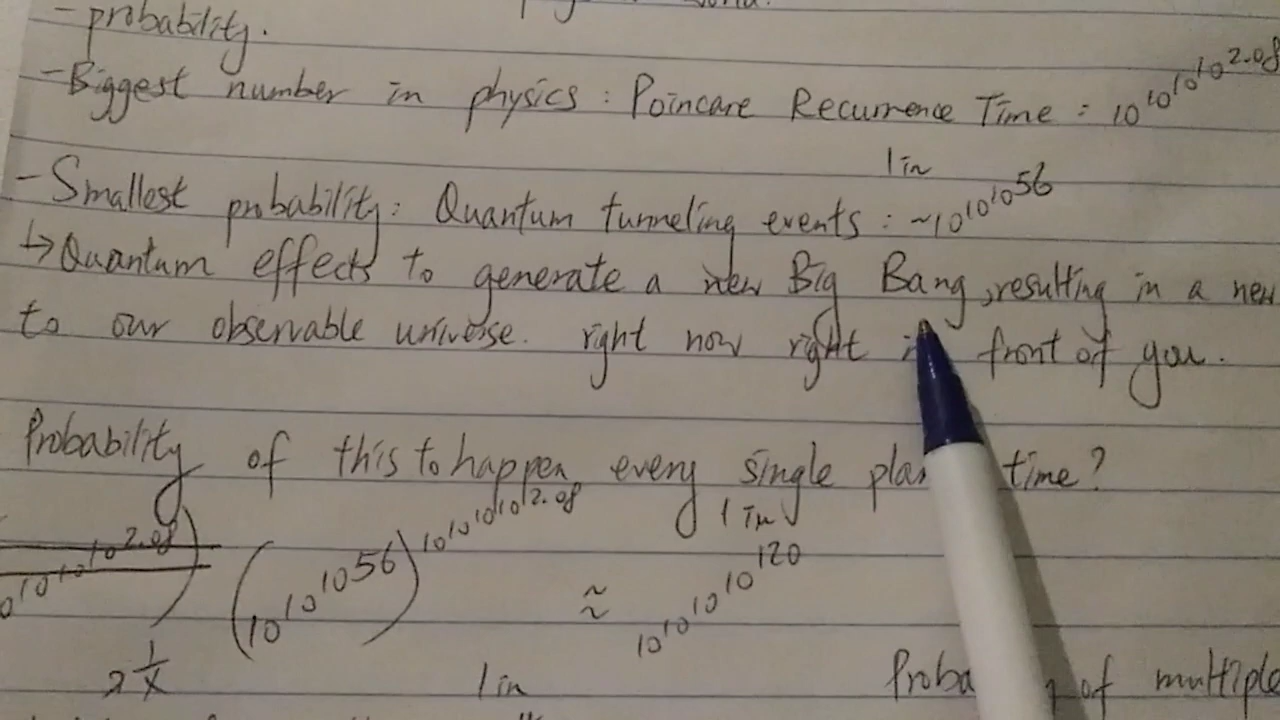 - probability.
- Biggest number in physics : Poincare Recurrence Time : 10^10^10^10^2.08
1 in
- Smallest probability: Quantum tunneling events : ~10^10^10^56
↳ Quantum effects to generate a new Big Bang, resulting in a new
to our observable universe. right now right front of you.
Probability of this to happen every single time?
1 in
(10^10^10^56)^10^10^10^10^2.08 ≈ 10^10^10^10^120
1 in
of multiple